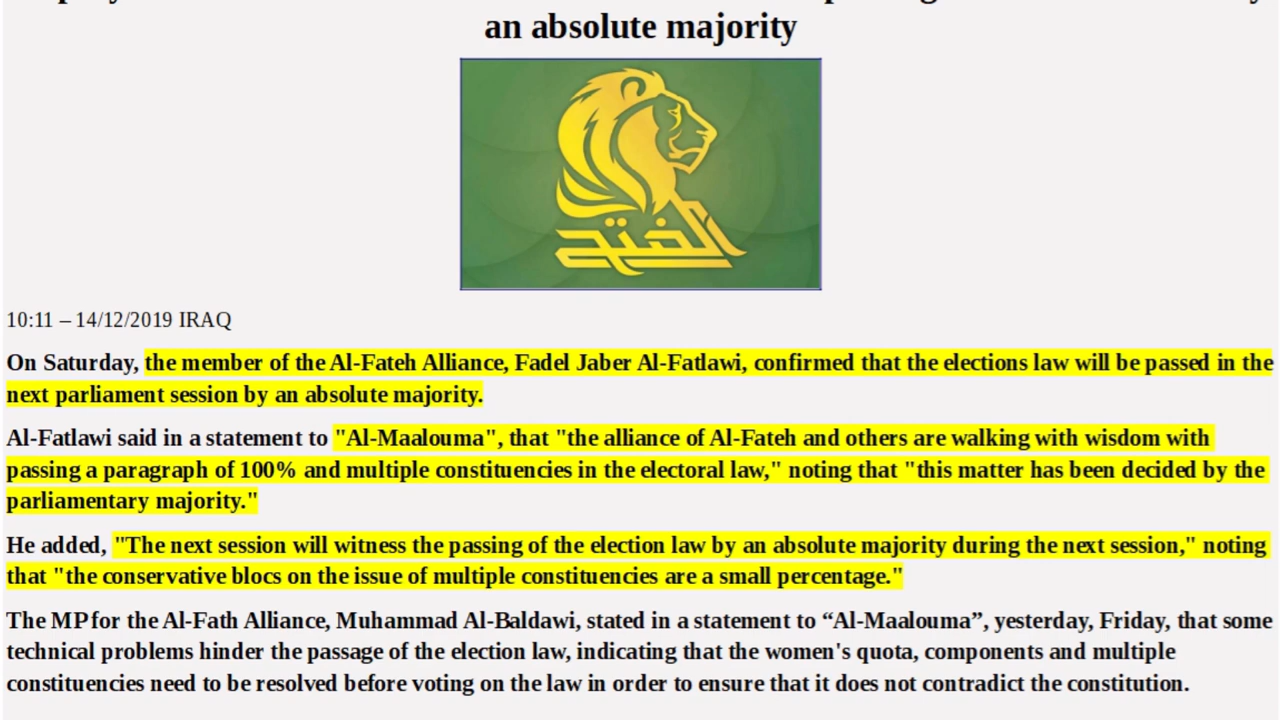 an absolute majority
الفتح
10:11 – 14/12/2019 IRAQ
On Saturday, the member of the Al-Fateh Alliance, Fadel Jaber Al-Fatlawi, confirmed that the elections law will be passed in the
next parliament session by an absolute majority.
Al-Fatlawi said in a statement to "Al-Maalouma", that "the alliance of Al-Fateh and others are walking with wisdom with
passing a paragraph of 100% and multiple constituencies in the electoral law," noting that "this matter has been decided by the
parliamentary majority."
He added, "The next session will witness the passing of the election law by an absolute majority during the next session," noting
that "the conservative blocs on the issue of multiple constituencies are a small percentage."
The MP for the Al-Fath Alliance, Muhammad Al-Baldawi, stated in a statement to “Al-Maalouma”, yesterday, Friday, that some
technical problems hinder the passage of the election law, indicating that the women's quota, components and multiple
constituencies need to be resolved before voting on the law in order to ensure that it does not contradict the constitution.